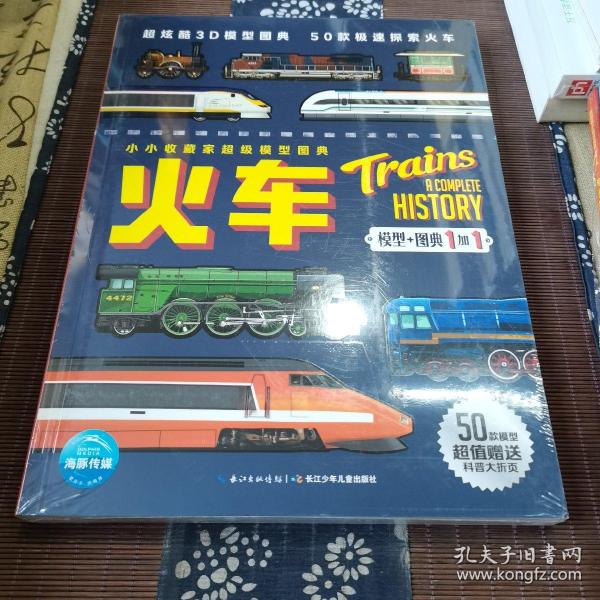 超炫酷3D模型图典 50款极速探索火车
小小收藏家超级模型图典
火车
Trains
A COMPLETE
HISTORY
模型+图典1加1
4472
50款模型
超值赠送
科普大折页
DOLPHIN
MEDIA
海豚传媒
长江出版传媒 长江少年儿童出版社
孔夫子旧书网
www.kongfz.com